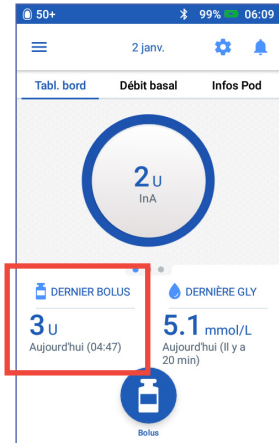 50+ 99% 06:09
2 janv.
Tabl. bord Débit basal Infos Pod
2 U
InA
DERNIER BOLUS DERNIÈRE GLY
3 U 5.1 mmol/L
Aujourd'hui (04:47) Aujourd'hui (Il y a
20 min)
Bolus